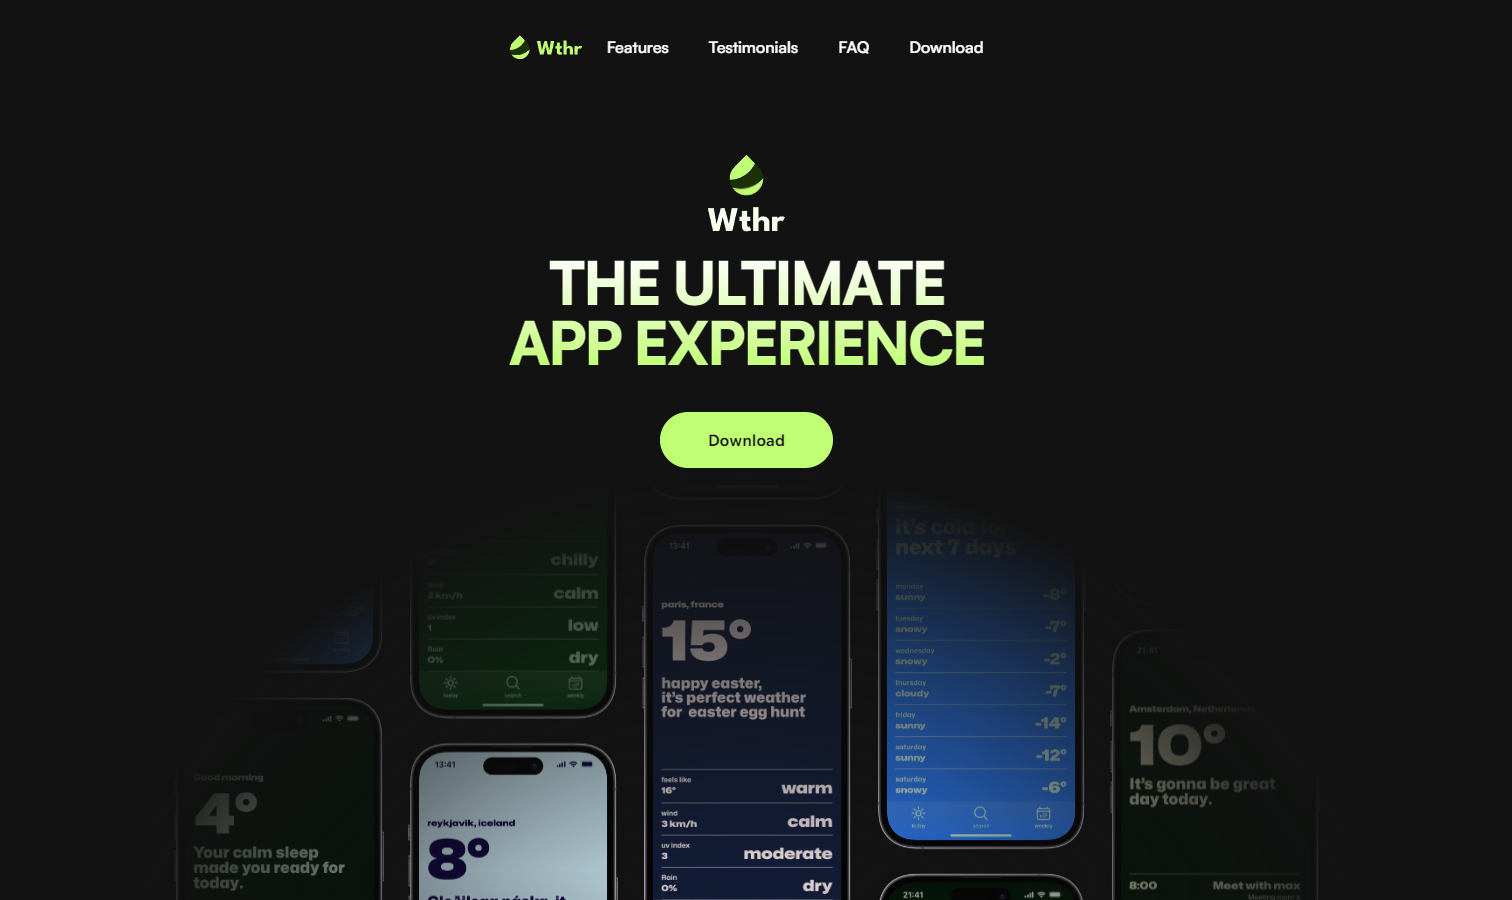 Wthr Features Testimonials FAQ Download
Wthr
THE ULTIMATE
APP EXPERIENCE
Download
chilly
wind
2 km/h calm
uv index
1 low
Rain
0% dry
today search weekly
13:41
paris, france
15°
happy easter,
it's perfect weather
for easter egg hunt
feels like
16° warm
wind
3 km/h calm
uv index
3 moderate
Rain
0% dry
it's cold for
next 7 days
monday
sunny -8°
tuesday
snowy -7°
wednesday
snowy -2°
thursday
cloudy -7°
friday
sunny -14°
saturday
sunny -12°
saturday
snowy -6°
today search weekly
-6°
Good morning
4°
Your calm sleep
made you ready for
today.
13:41
reykjavik, iceland
8°
21:41
Amsterdam, Netherlands
10°
It's gonna be great
day today.
8:00 Meet with max
21:41